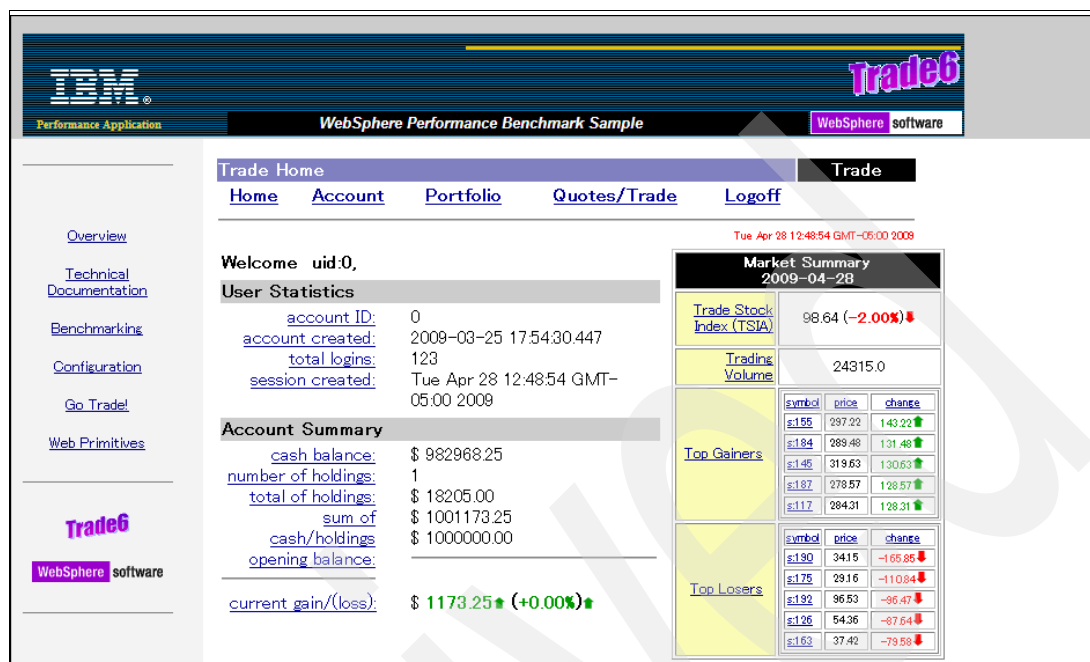 IBM®
Trade6
Performance Application
WebSphere Performance Benchmark Sample
WebSphere software
Overview
Technical
Documentation
Benchmarking
Configuration
Go Trade!
Web Primitives
Trade6
WebSphere software
Trade Home
Trade
Home Account Portfolio Quotes/Trade Logoff
Tue Apr 28 12:48:54 GMT-05:00 2009
Welcome uid:0,
User Statistics
account ID: 0
account created: 2009-03-25 17:54:30.447
total logins: 123
session created: Tue Apr 28 12:48:54 GMT-
05:00 2009
Account Summary
cash balance: $ 982968.25
number of holdings: 1
total of holdings: $ 18205.00
sum of $ 1001173.25
cash/holdings $ 1000000.00
opening balance:
current gain/(loss): $ 1173.25 (+0.00%)
Market Summary
2009-04-28
Trade Stock
Index (TSIA)
98.64 (-2.00%)
Trading
Volume
24315.0
Top Gainers
symbol price change
s:155 297.22 143.22
s:184 289.48 131.48
s:145 319.63 130.63
s:187 278.57 128.57
s:117 284.31 128.31
Top Losers
symbol price change
s:190 34.15 -165.85
s:175 29.16 -110.84
s:192 96.53 -96.47
s:126 54.36 -87.64
s:163 37.42 -79.58